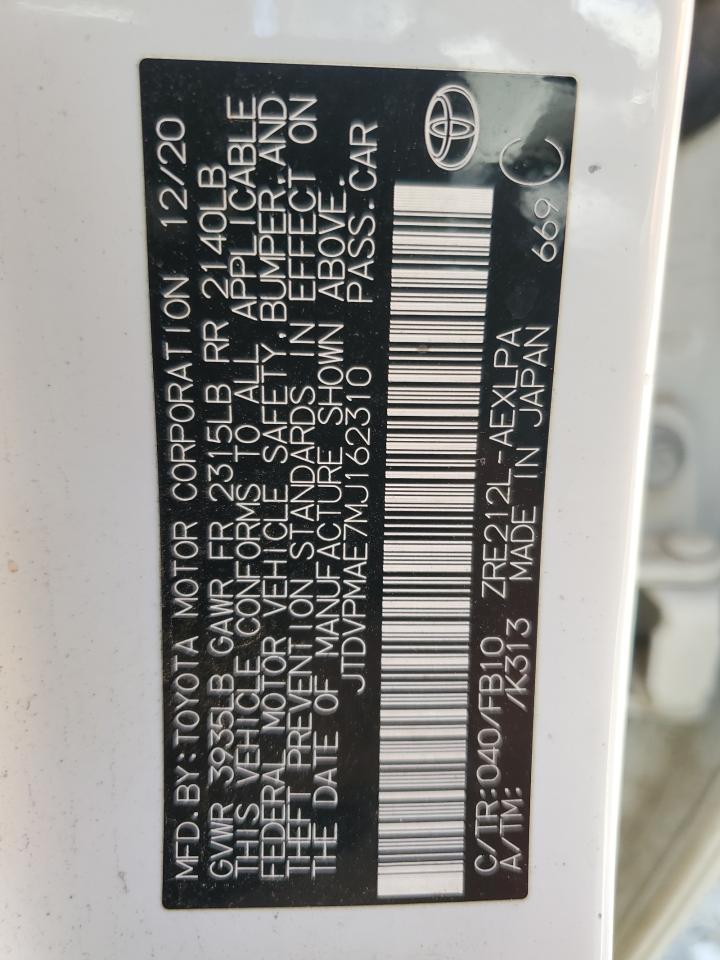 MFD. BY: TOYOTA MOTOR CORPORATION 12/20
GVWR 3935LB GAWR FR 2315LB RR 2140LB
THIS VEHICLE CONFORMS TO ALL APPLICABLE
FEDERAL MOTOR VEHICLE SAFETY, BUMPER, AND
THEFT PREVENTION STANDARDS IN EFFECT ON
THE DATE OF MANUFACTURE SHOWN ABOVE.
JTDVPMAE7MJ162310 PASS.CAR
C/TR:040/FB10 ZRE212L-AEXLPA 669 C
A/TM: /K313 MADE IN JAPAN